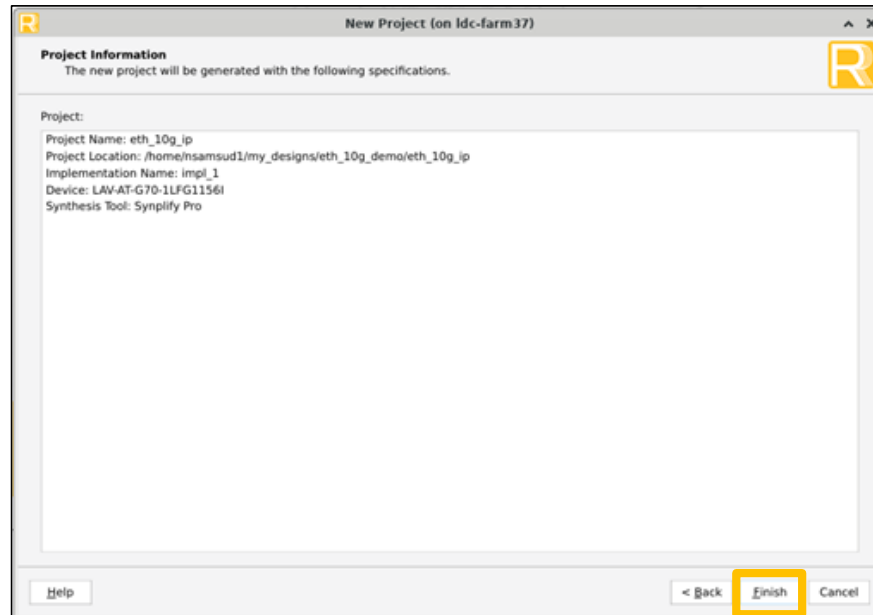 New Project (on ldc-farm37)
Project Information
The new project will be generated with the following specifications.
Project:
Project Name: eth_10g_ip
Project Location: /home/nsamsud1/my_designs/eth_10g_demo/eth_10g_ip
Implementation Name: impl_1
Device: LAV-AT-G70-1LFG1156I
Synthesis Tool: Synplify Pro
Help
< Back
Finish
Cancel